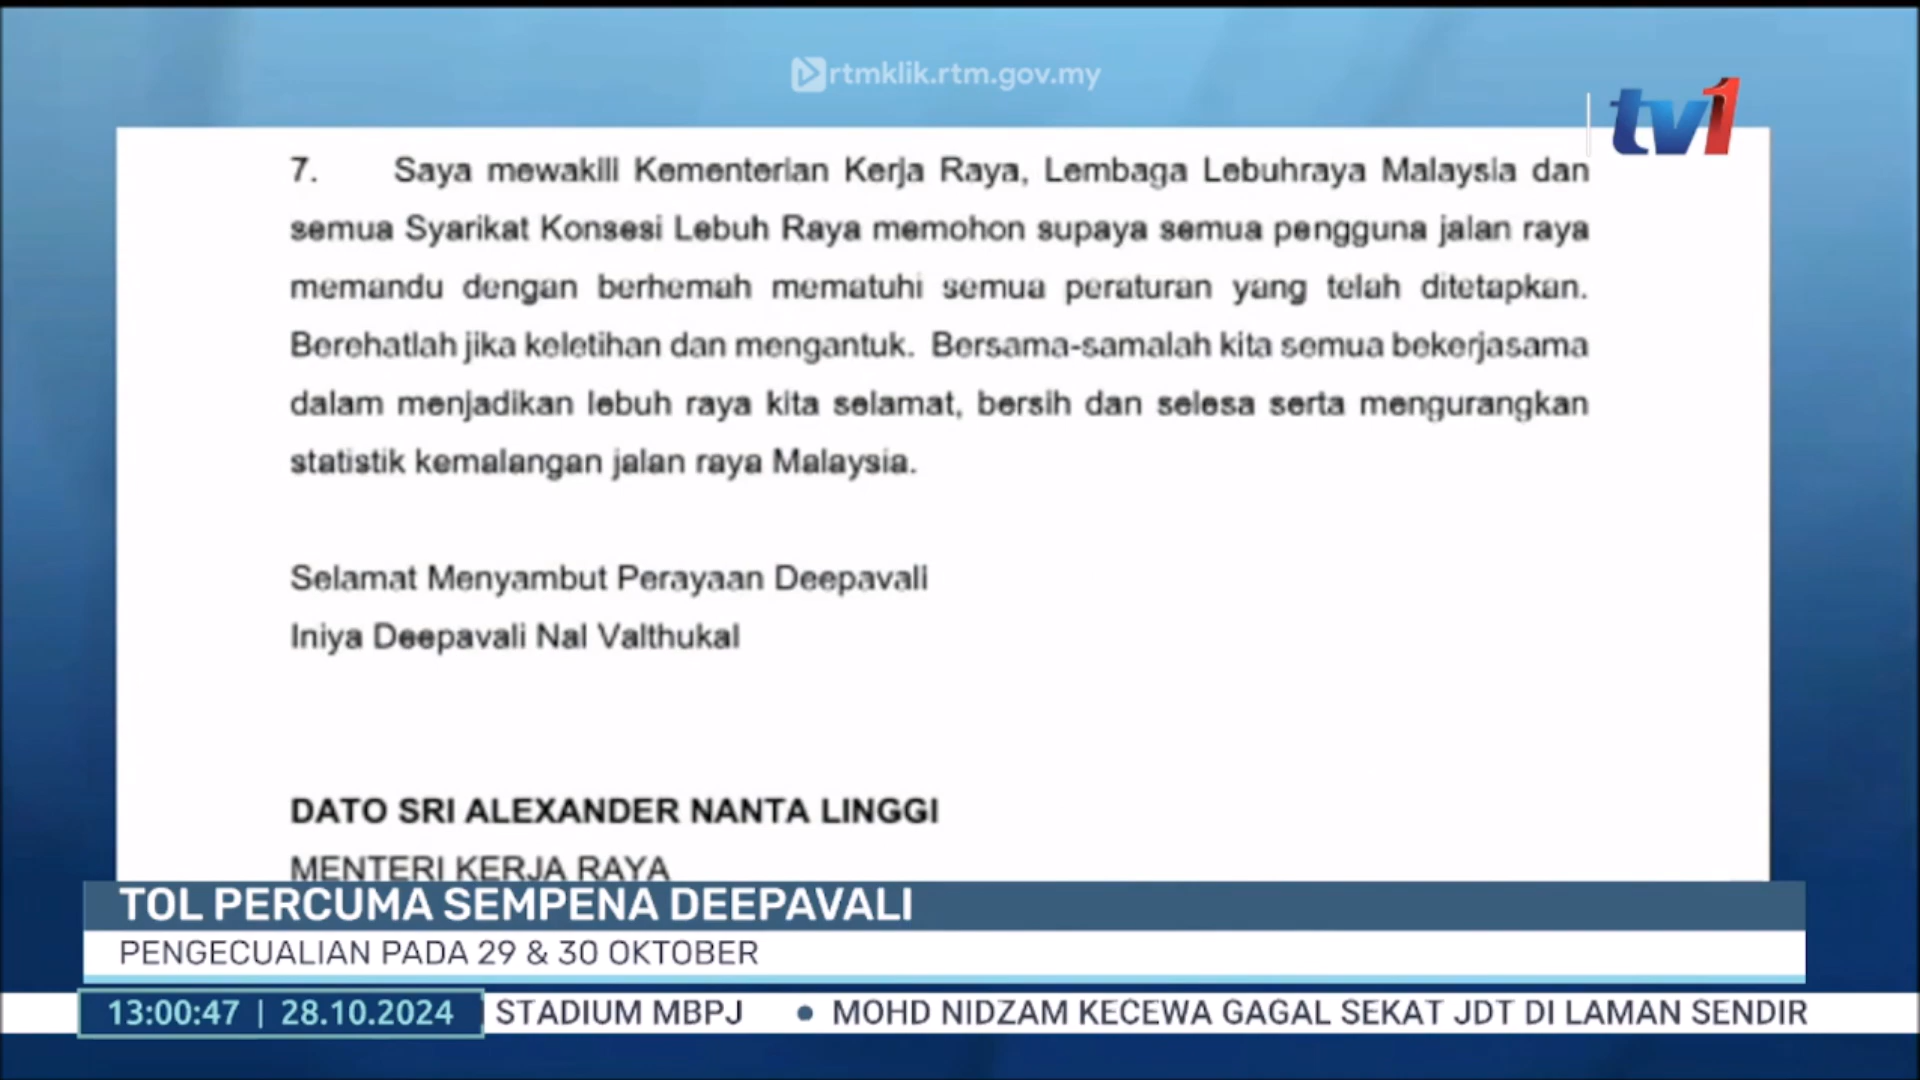 rtmklik.rtm.gov.my
tv1
7. Saya mewakili Kementerian Kerja Raya, Lembaga Lebuhraya Malaysia dan
semua Syarikat Konsesi Lebuh Raya memohon supaya semua pengguna jalan raya
memandu dengan berhemah mematuhi semua peraturan yang telah ditetapkan.
Berehatlah jika keletihan dan mengantuk. Bersama-samalah kita semua bekerjasama
dalam menjadikan lebuh raya kita selamat, bersih dan selesa serta mengurangkan
statistik kemalangan jalan raya Malaysia.
Selamat Menyambut Perayaan Deepavali
Iniya Deepavali Nal Valthukal
DATO SRI ALEXANDER NANTA LINGGI
MENTERI KERJA RAYA
TOL PERCUMA SEMPENA DEEPAVALI
PENGECUALIAN PADA 29 & 30 OKTOBER
13:00:47 | 28.10.2024 STADIUM MBPJ • MOHD NIDZAM KECEWA GAGAL SEKAT JDT DI LAMAN SENDIR